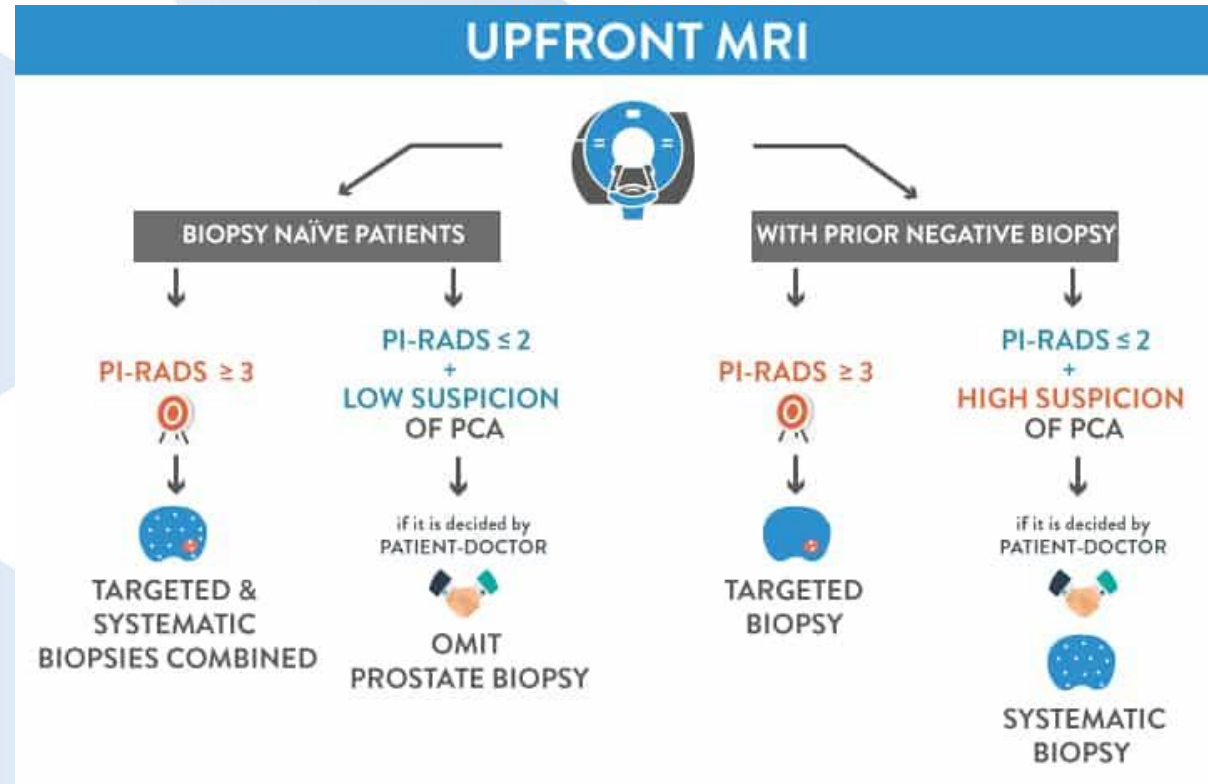 UPFRONT MRI
BIOPSY NAÏVE PATIENTS
PI-RADS ≥ 3
TARGETED &
SYSTEMATIC
BIOPSIES COMBINED
PI-RADS ≤ 2
+
LOW SUSPICION
OF PCA
if it is decided by
PATIENT-DOCTOR
OMIT
PROSTATE BIOPSY
WITH PRIOR NEGATIVE BIOPSY
PI-RADS ≥ 3
TARGETED
BIOPSY
PI-RADS ≤ 2
+
HIGH SUSPICION
OF PCA
if it is decided by
PATIENT-DOCTOR
SYSTEMATIC
BIOPSY